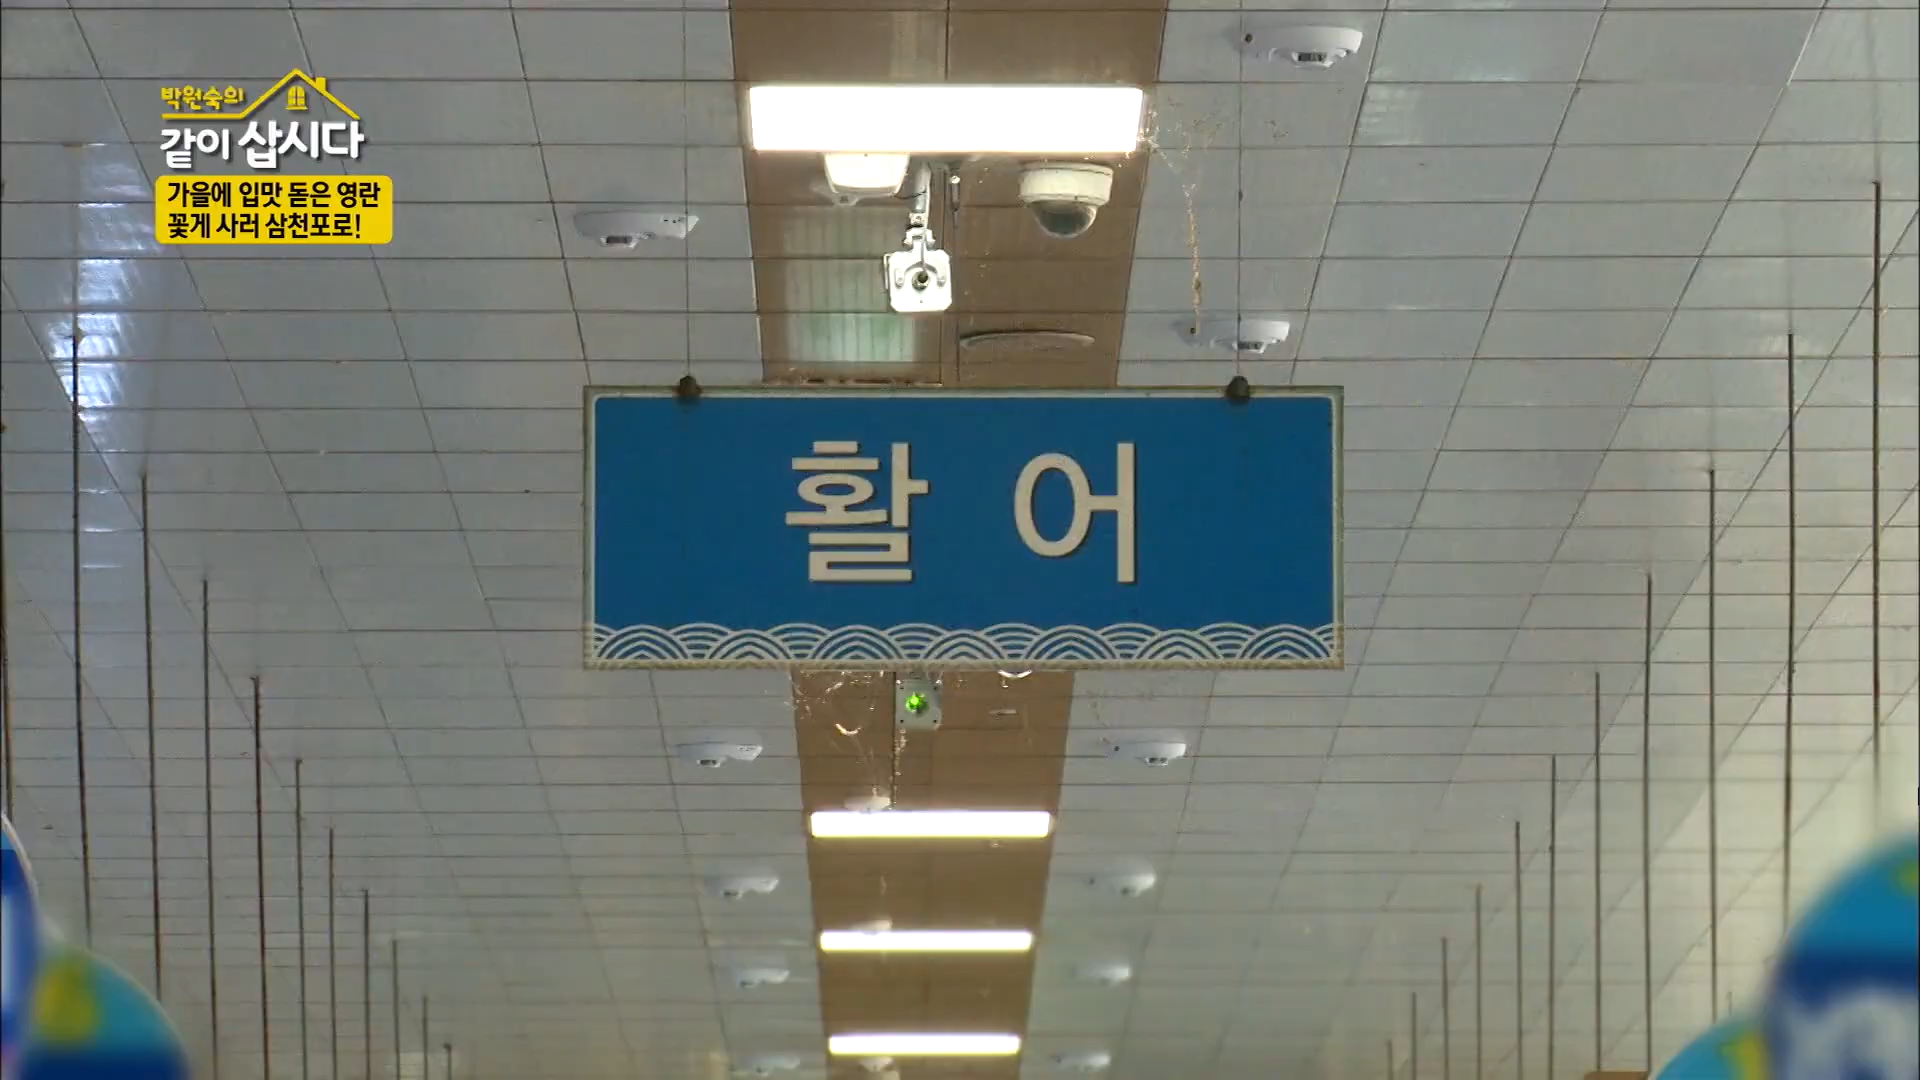 박원숙의
같이 삽시다
가을에 입맛 돋은 영란
꽃게 사러 삼천포로!
활어